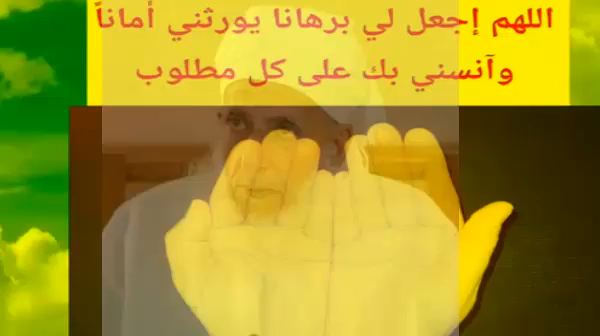 اللهم إجعل لي برهانا يورثني أماناً
وآنسني بك على كل مطلوب